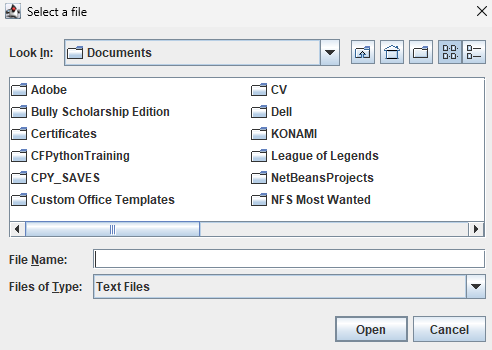 Select a file
Look In: Documents
Adobe CV
Bully Scholarship Edition Dell
Certificates KONAMI
CFPythonTraining League of Legends
CPY_SAVES NetBeansProjects
Custom Office Templates NFS Most Wanted
File Name:
Files of Type: Text Files
Open Cancel